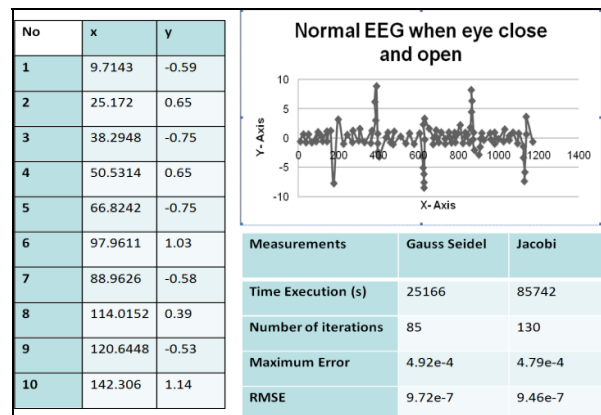 No x y
1 9.7143 -0.59
2 25.172 0.65
3 38.2948 -0.75
4 50.5314 0.65
5 66.8242 -0.75
6 97.9611 1.03
7 88.9626 -0.58
8 114.0152 0.39
9 120.6448 -0.53
10 142.306 1.14
Normal EEG when eye close
and open
Y- Axis
10
5
0
-5
-10
0 200 400 600 800 1000 1200 1400
X- Axis
Measurements Gauss Seidel Jacobi
Time Execution (s) 25166 85742
Number of iterations 85 130
Maximum Error 4.92e-4 4.79e-4
RMSE 9.72e-7 9.46e-7